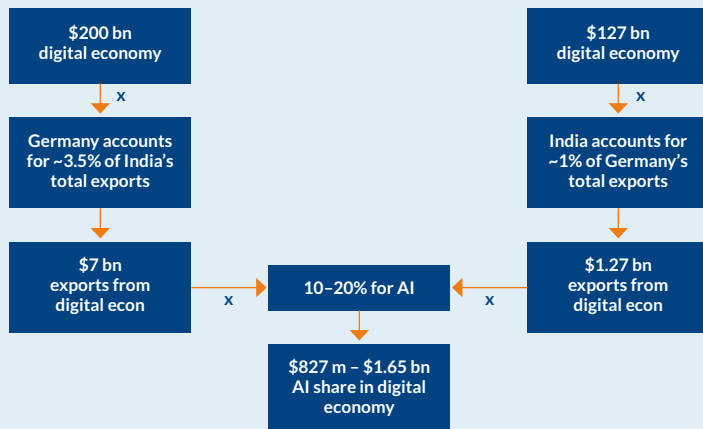 $200 bn
digital economy
x
Germany accounts
for ~3.5% of India's
total exports
$7 bn
exports from
digital econ
x
$127 bn
digital economy
x
India accounts for
~1% of Germany's
total exports
$1.27 bn
exports from
digital econ
x
10–20% for AI
$827 m – $1.65 bn
AI share in digital
economy